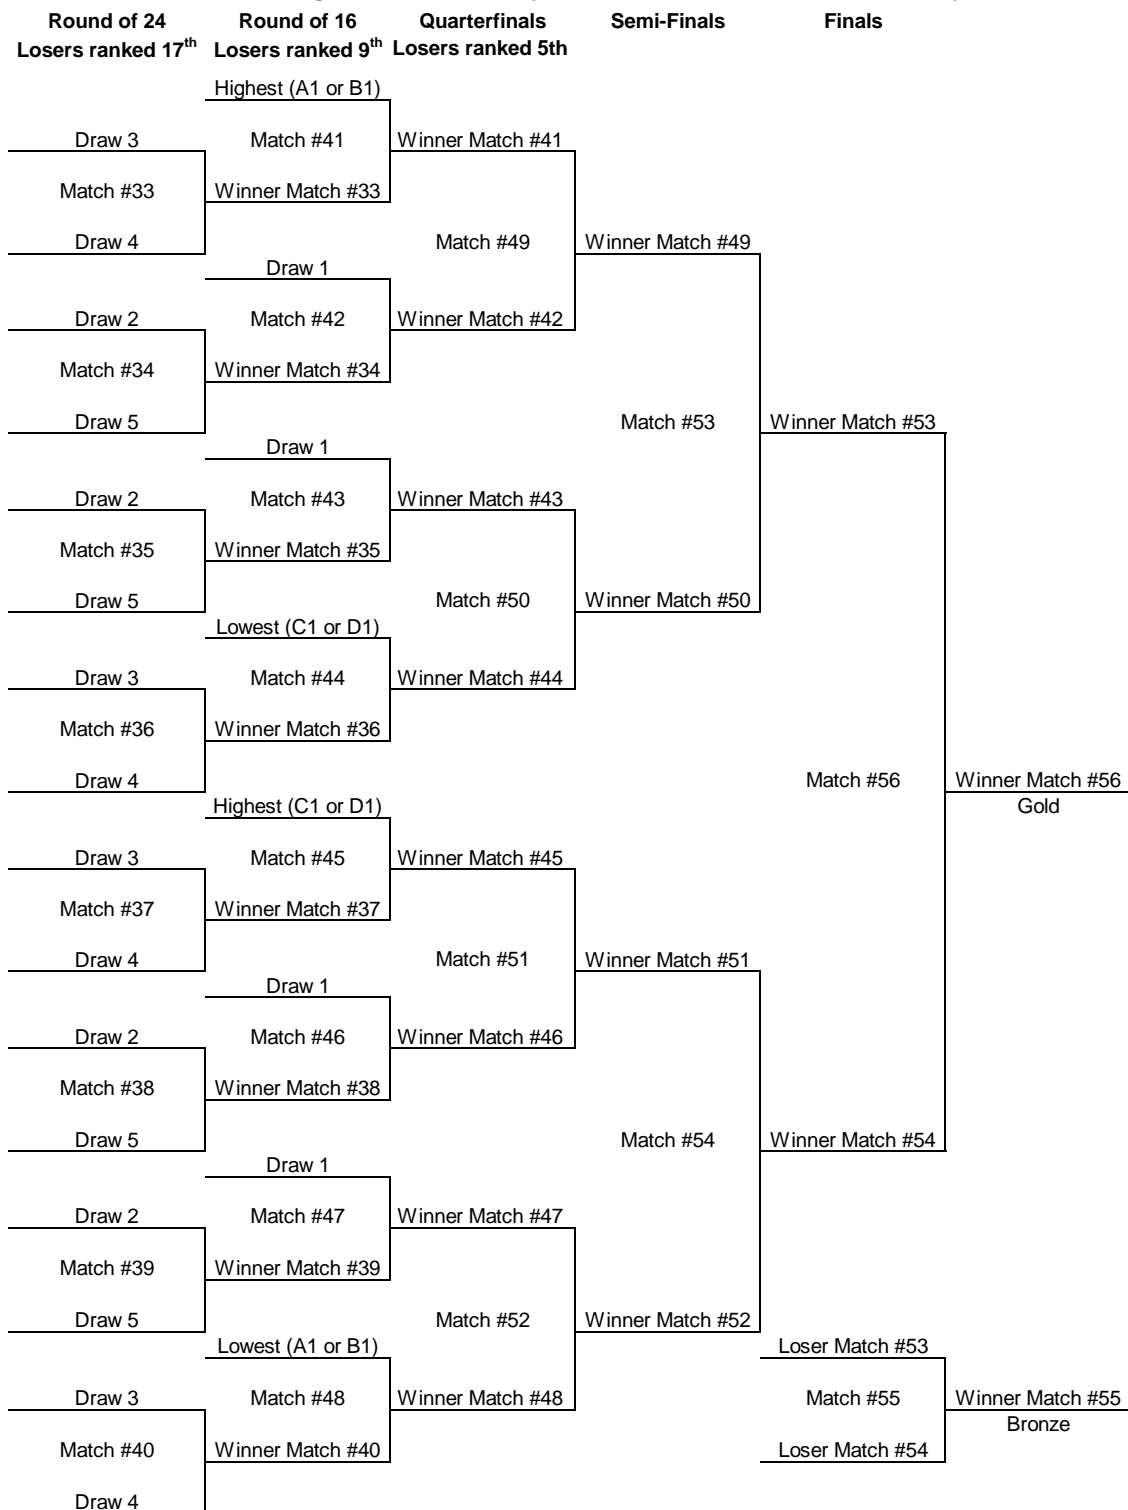 Round of 24 Round of 16 Quarterfinals Semi-Finals Finals
Losers ranked 17th Losers ranked 9th Losers ranked 5th
Highest (A1 or B1)
Draw 3 Match #41 Winner Match #41
Match #33 Winner Match #33
Draw 4 Match #49 Winner Match #49
Draw 1
Draw 2 Match #42 Winner Match #42
Match #34 Winner Match #34
Draw 5 Match #53 Winner Match #53
Draw 1
Draw 2 Match #43 Winner Match #43
Match #35 Winner Match #35
Draw 5 Match #50 Winner Match #50
Lowest (C1 or D1)
Draw 3 Match #44 Winner Match #44
Match #36 Winner Match #36
Draw 4 Match #56 Winner Match #56
Highest (C1 or D1) Gold
Draw 3 Match #45 Winner Match #45
Match #37 Winner Match #37
Draw 4 Match #51 Winner Match #51
Draw 1
Draw 2 Match #46 Winner Match #46
Match #38 Winner Match #38
Draw 5 Match #54 Winner Match #54
Draw 1
Draw 2 Match #47 Winner Match #47
Match #39 Winner Match #39
Draw 5 Match #52 Winner Match #52
Lowest (A1 or B1) Loser Match #53
Draw 3 Match #48 Winner Match #48 Match #55 Winner Match #55
Bronze
Match #40 Winner Match #40 Loser Match #54
Draw 4